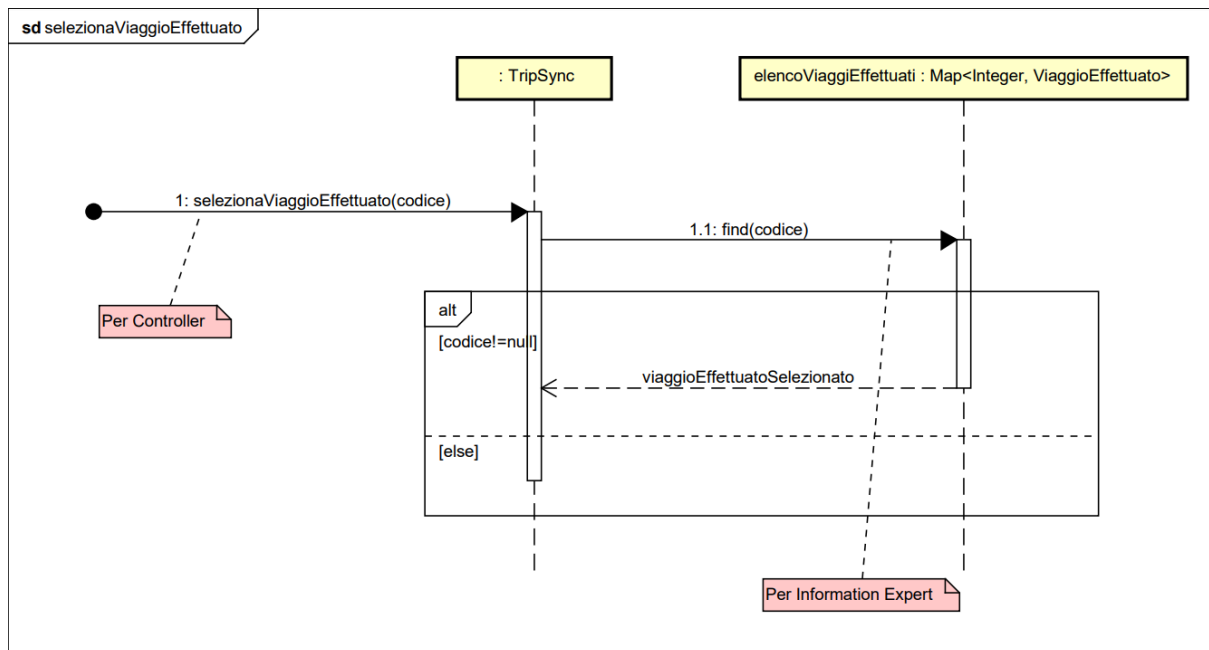 sd selezionaViaggioEffettuato
: TripSync
elencoViaggiEffettuati : Map<Integer, ViaggioEffettuato>
1: selezionaViaggioEffettuato(codice)
1.1: find(codice)
Per Controller
alt
[codice!=null]
viaggioEffettuatoSelezionato
[else]
Per Information Expert